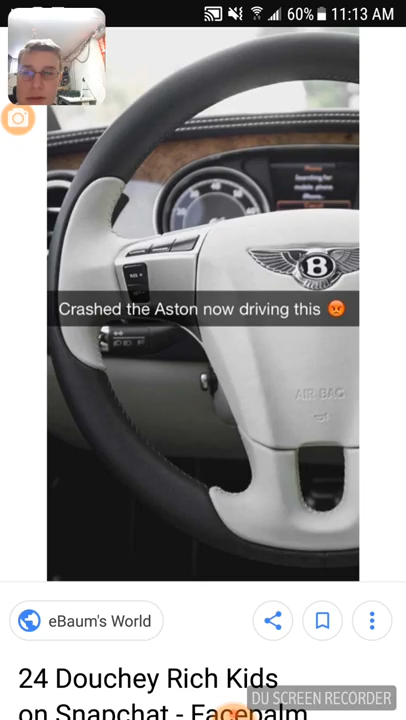 60% 11:13 AM
Crashed the Aston now driving this 😡
B
AIR BAG
eBaum's World
24 Douchey Rich Kids
on Snapchat - Facepalm
DU SCREEN RECORDER